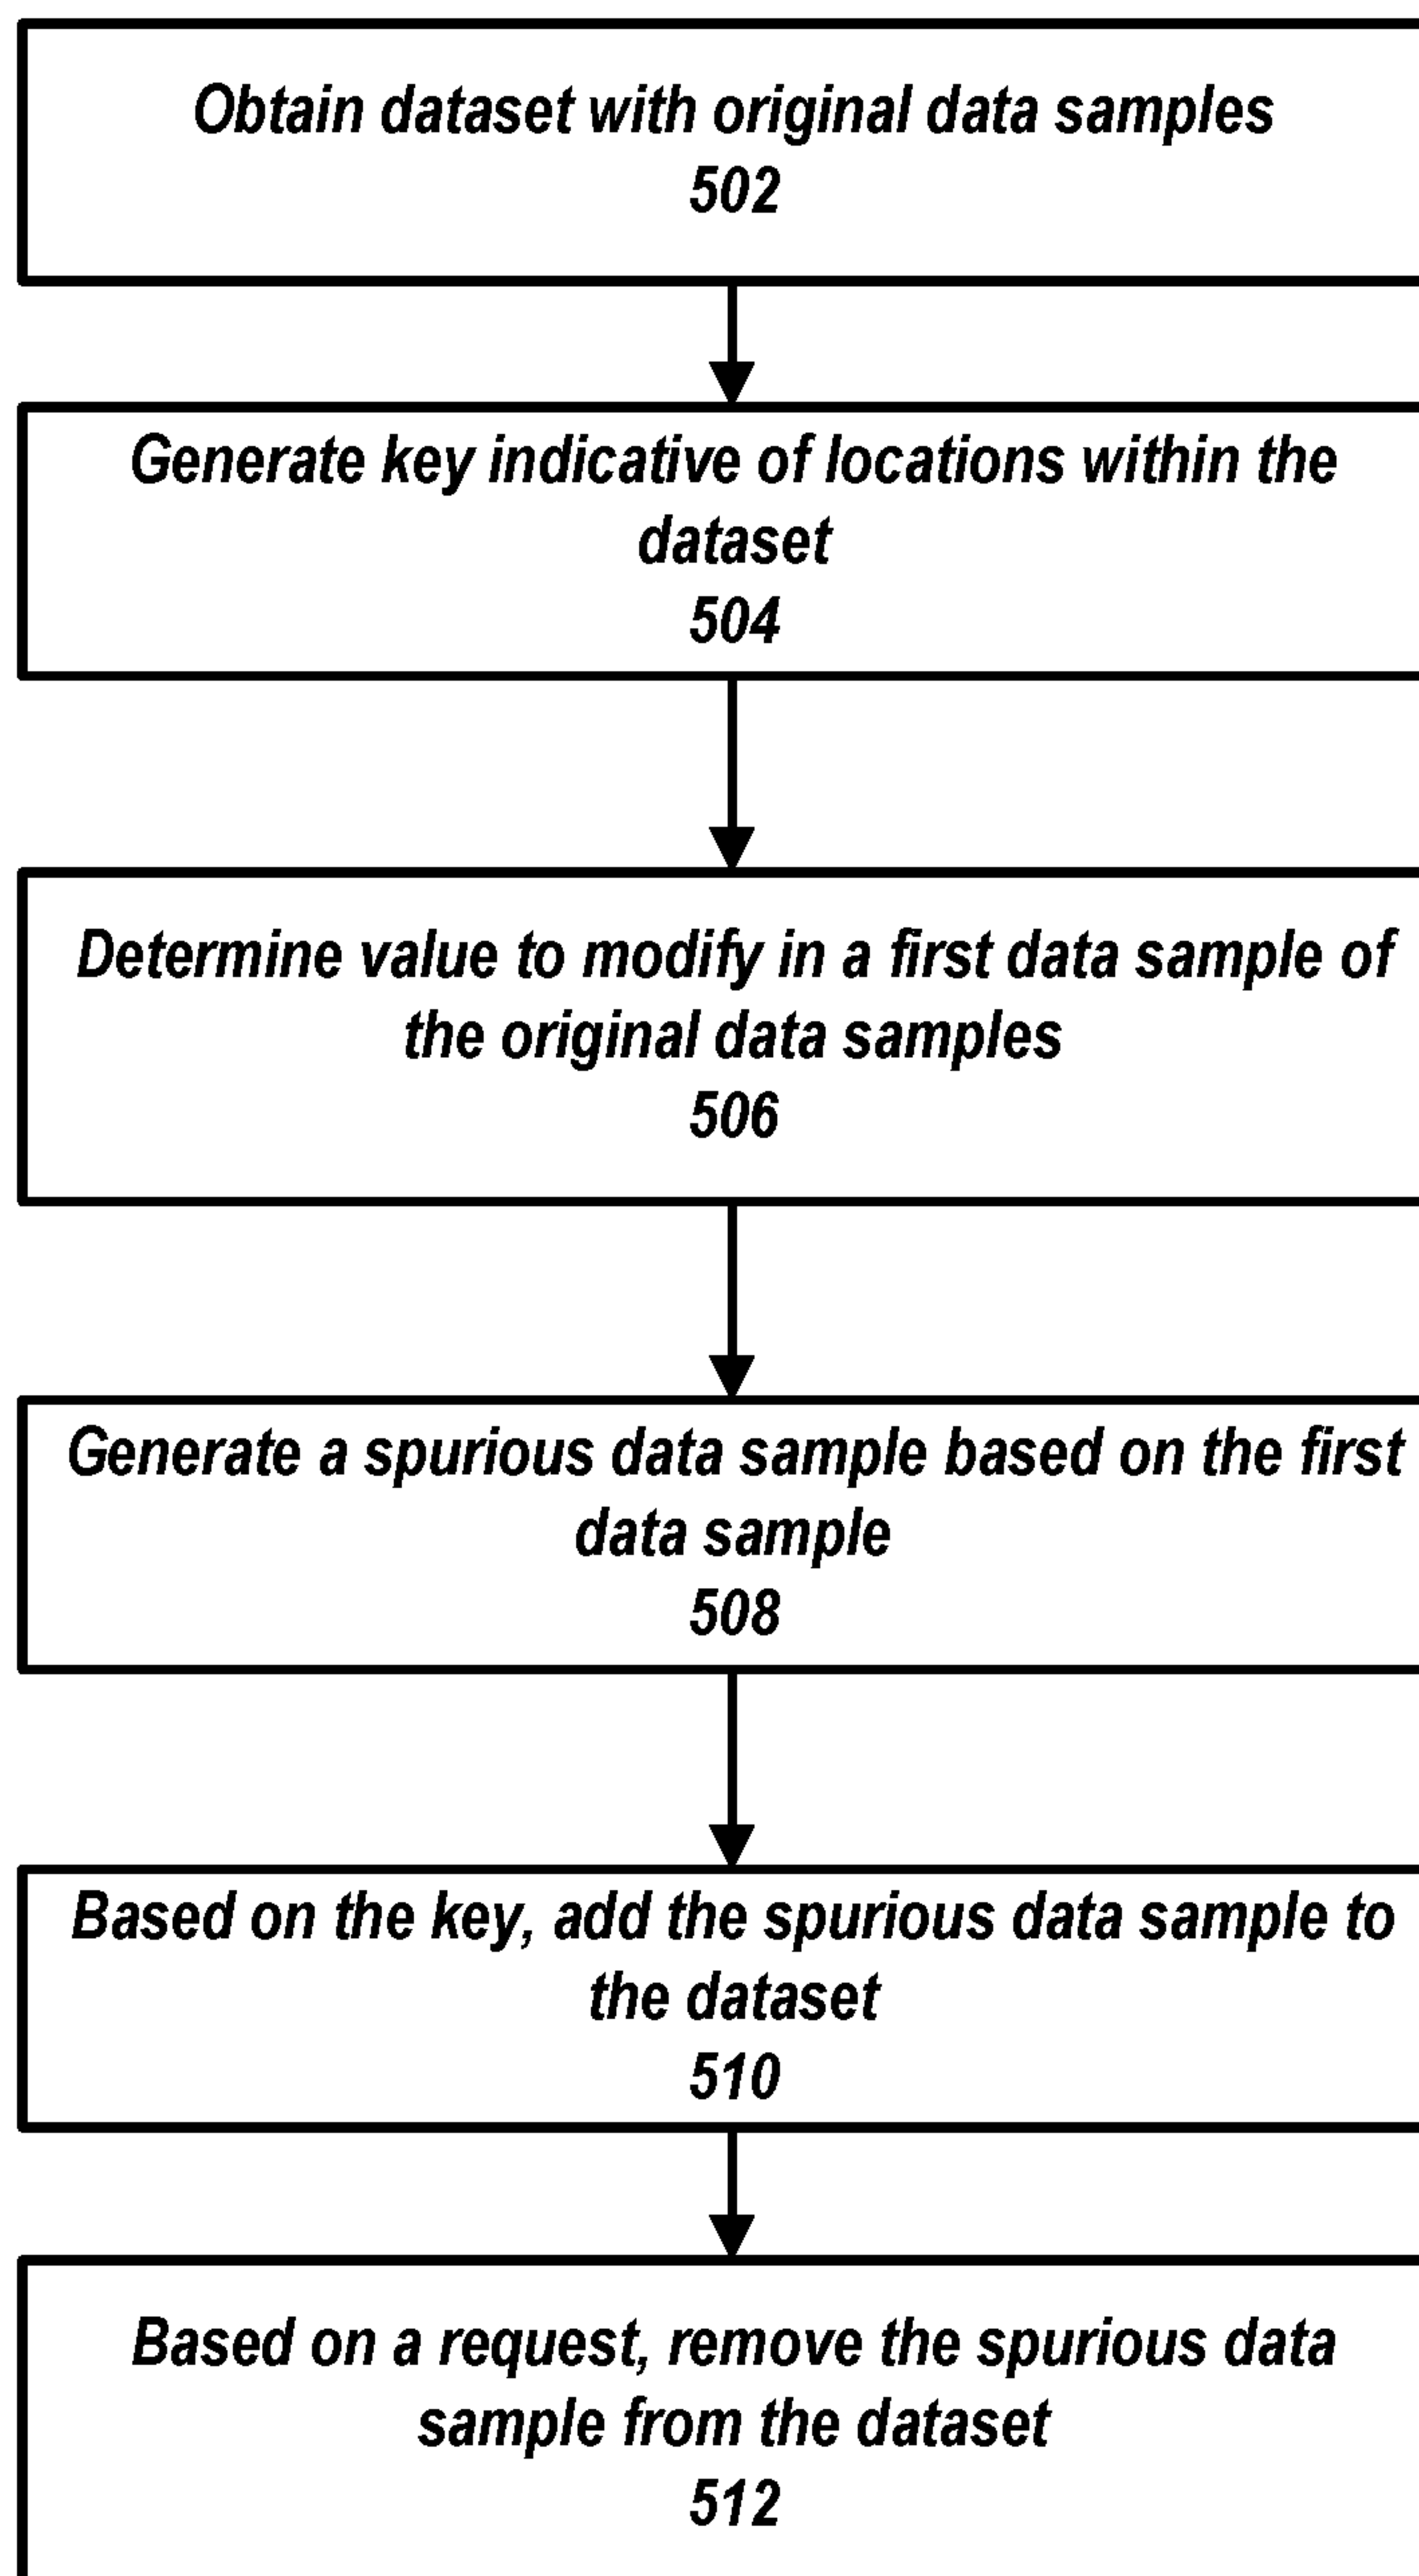 Obtain dataset with original data samples
502
Generate key indicative of locations within the
dataset
504
Determine value to modify in a first data sample of
the original data samples
506
Generate a spurious data sample based on the first
data sample
508
Based on the key, add the spurious data sample to
the dataset
510
Based on a request, remove the spurious data
sample from the dataset
512